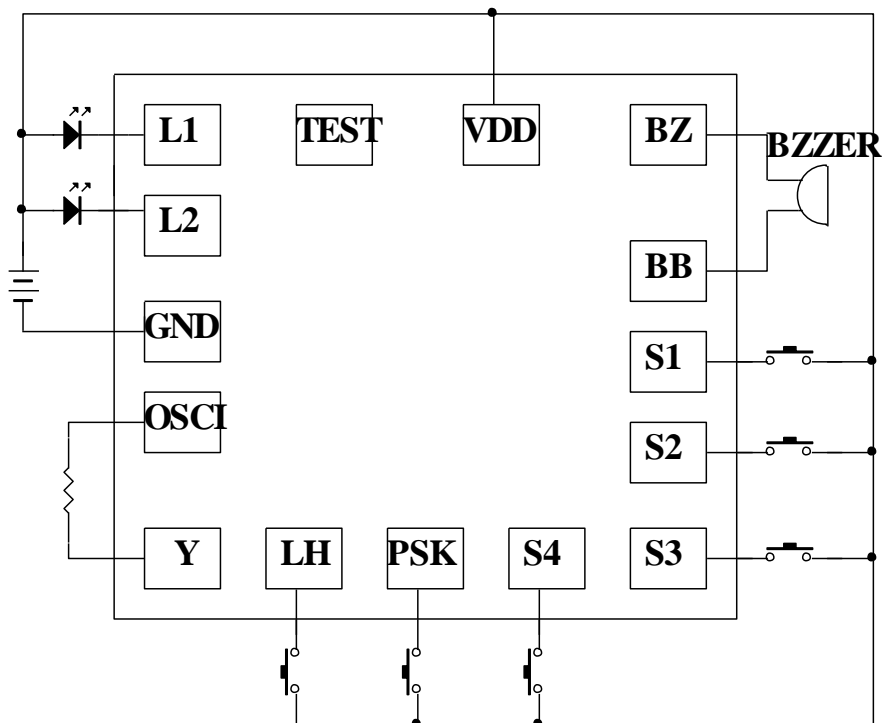 L1
TEST
VDD
BZ
BZZER
L2
BB
GND
S1
OSCI
S2
Y
LH
PSK
S4
S3